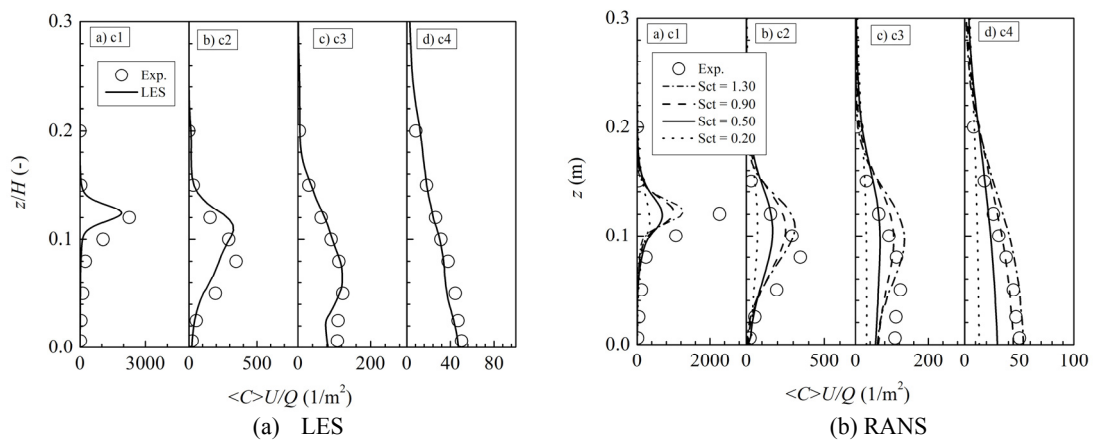 0.3
0.2
0.1
0.0
z/H (-)
a) c1
b) c2
c) c3
d) c4
Exp.
LES
0 3000
0 500
0 200
0 40 80
<C>U/Q (1/m²)
(a) LES
0.3
0.2
0.1
0.0
z (m)
a) c1
b) c2
c) c3
d) c4
Exp.
Sct = 1.30
Sct = 0.90
Sct = 0.50
Sct = 0.20
0 2000
0 500
0 200
0 50 100
<C>U/Q (1/m²)
(b) RANS